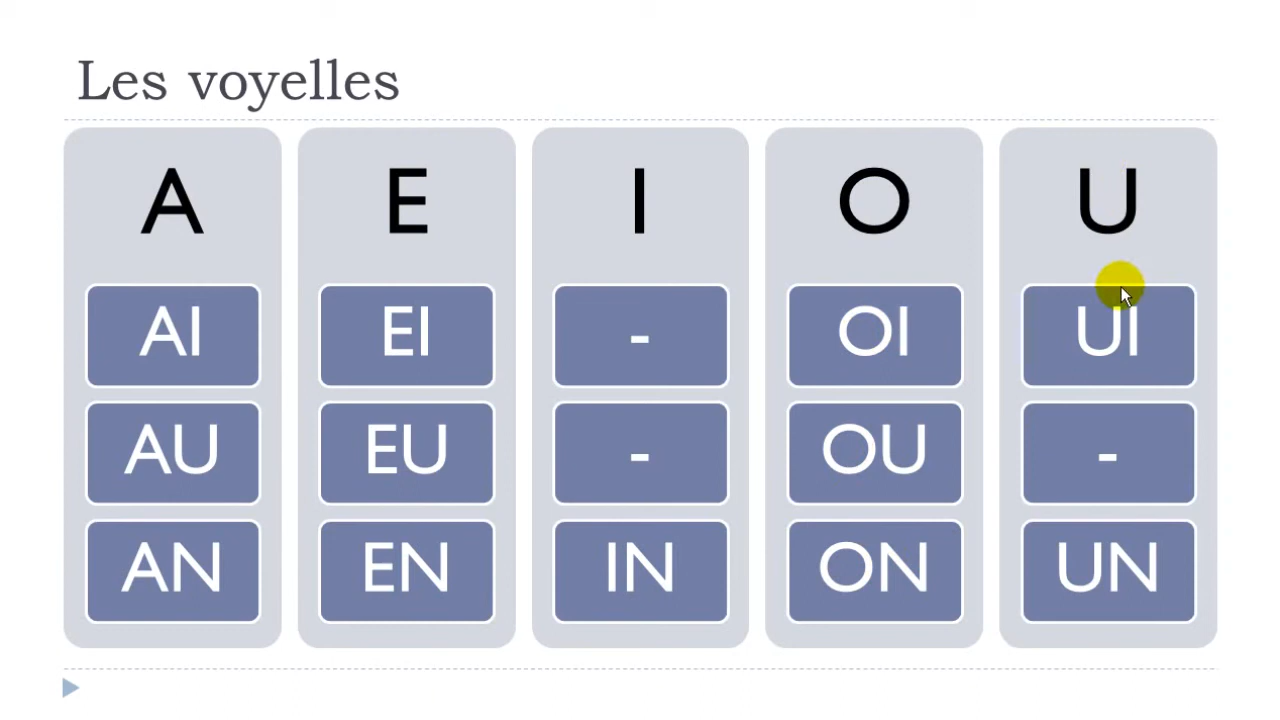 Les voyelles
A E I O U
AI EI - OI UI
AU EU - OU -
AN EN IN ON UN